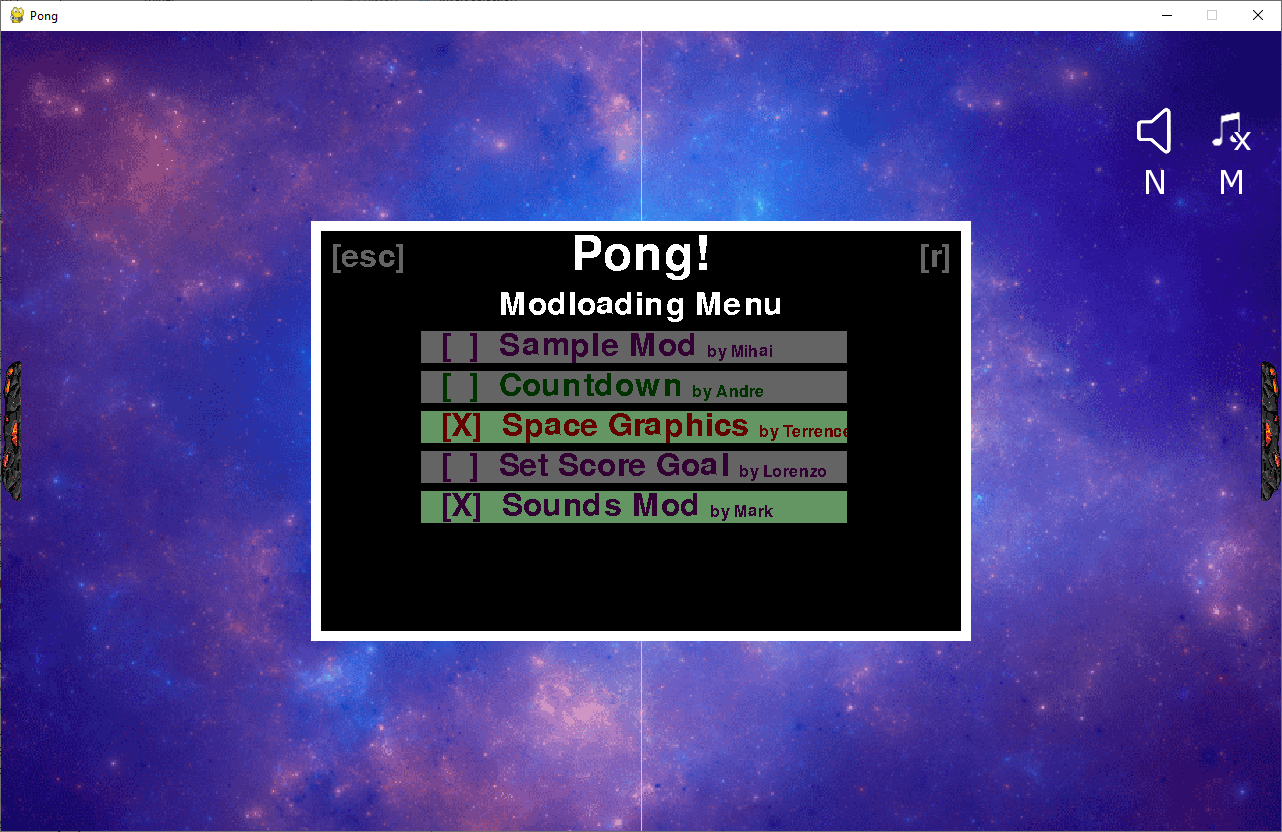 Pong
N M
[esc] Pong! [r]
Modloading Menu
[ ] Sample Mod by Mihai
[ ] Countdown by Andre
[X] Space Graphics by Terrence
[ ] Set Score Goal by Lorenzo
[X] Sounds Mod by Mark